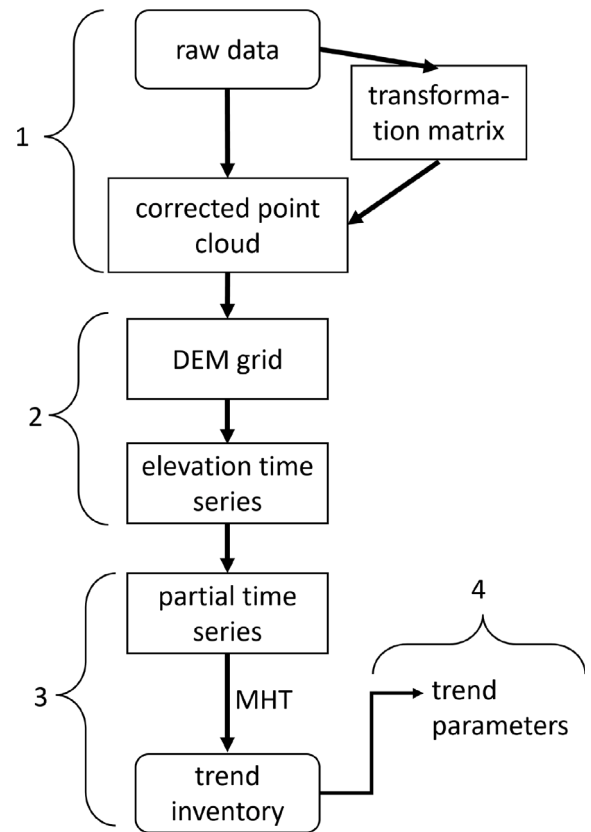 raw data
transforma-
tion matrix
1
corrected point
cloud
DEM grid
2
elevation time
series
partial time
series
4
3
MHT
trend
parameters
trend
inventory